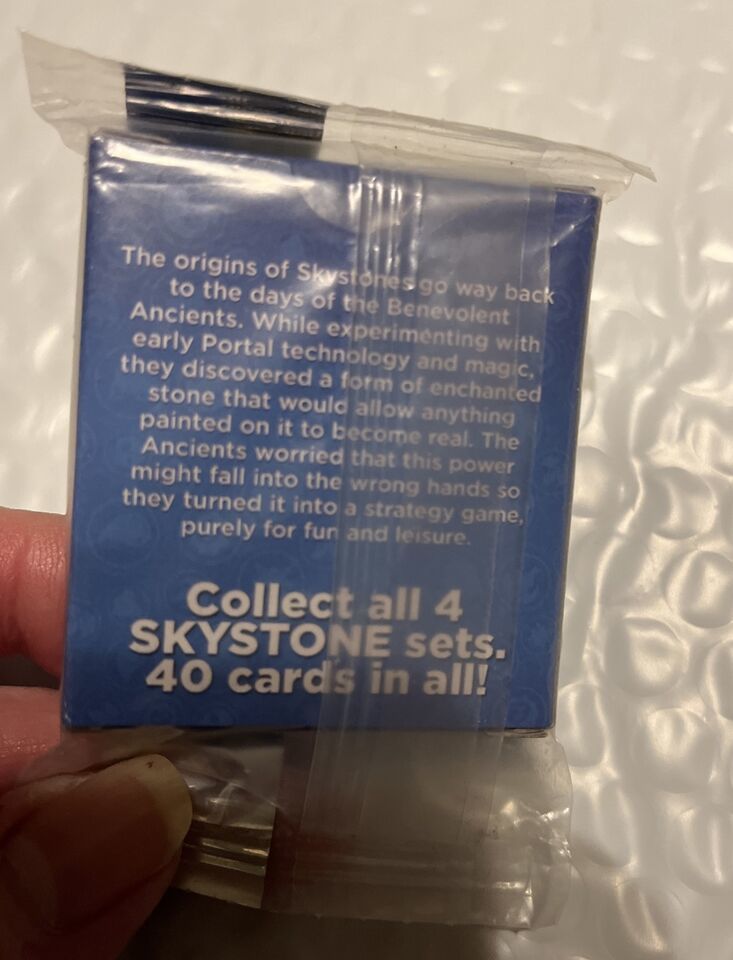 The origins of Skystones go way back
to the days of the Benevolent
Ancients. While experimenting with
early Portal technology and magic,
they discovered a form of enchanted
stone that would allow anything
painted on it to become real. The
Ancients worried that this power
might fall into the wrong hands so
they turned it into a strategy game,
purely for fun and leisure.
Collect all 4
SKYSTONE sets.
40 cards in all!